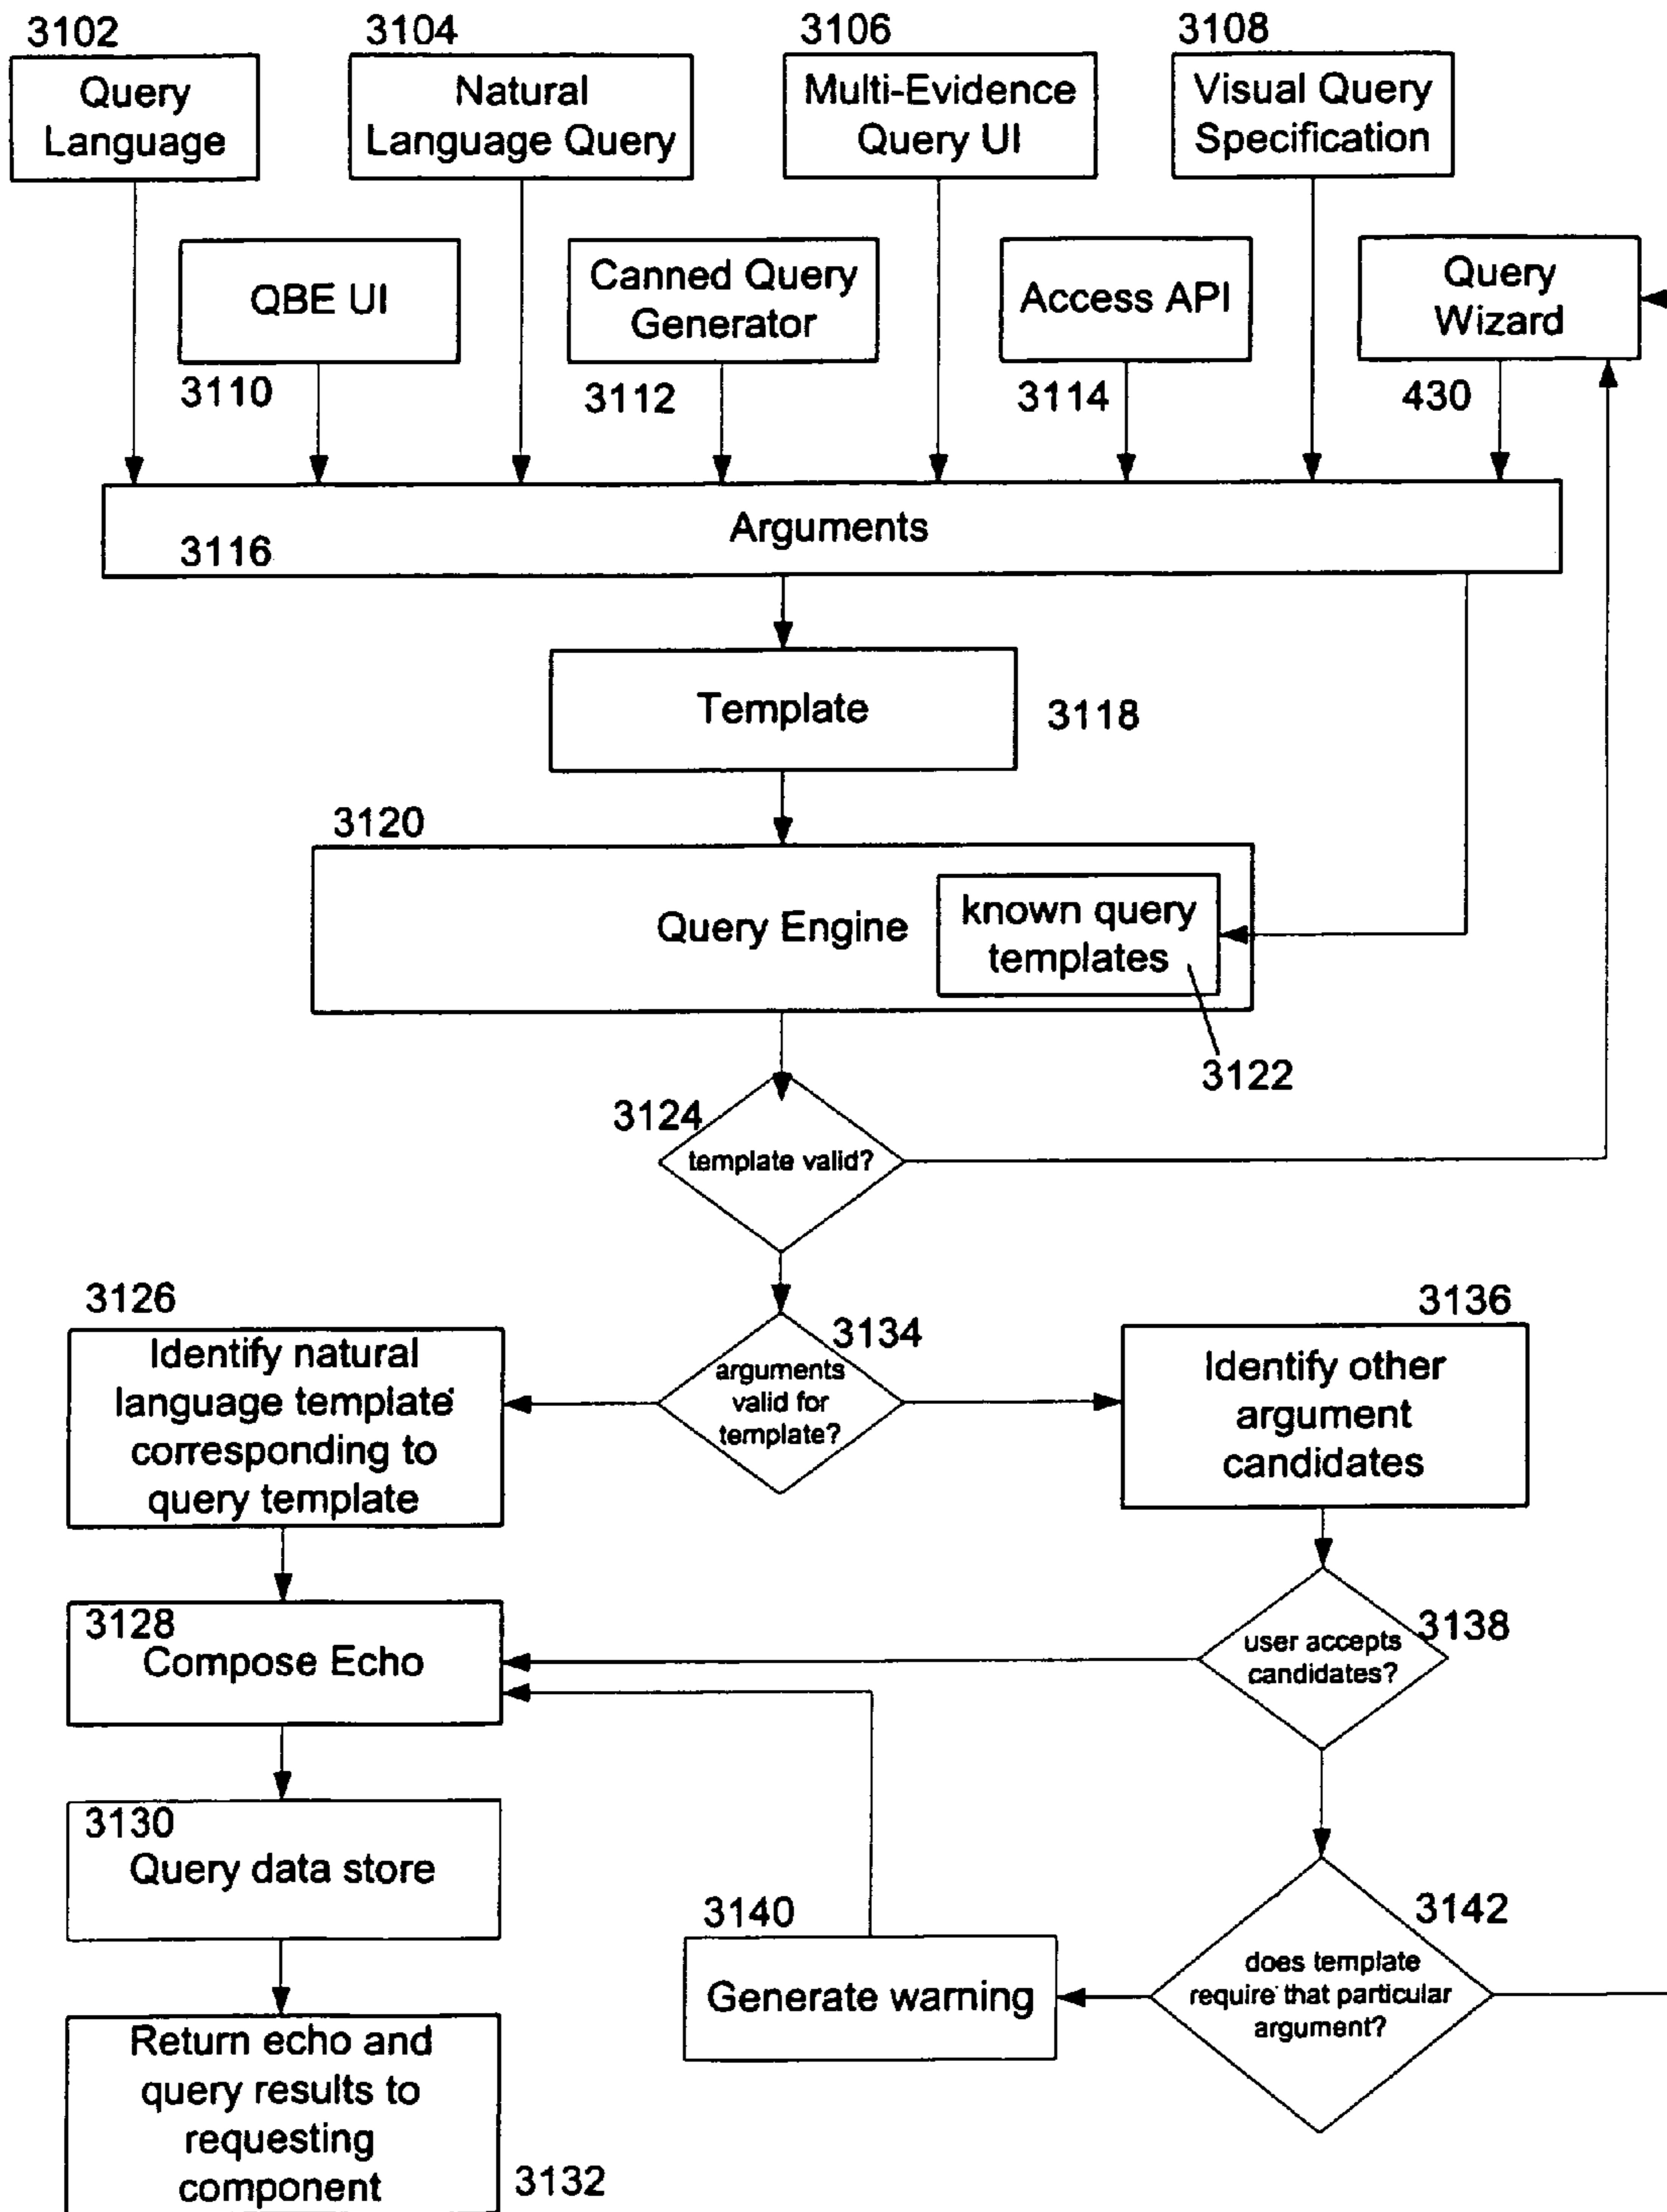 3102
Query
Language
3104
Natural
Language Query
3106
Multi-Evidence
Query UI
3108
Visual Query
Specification
QBE UI
3110
Canned Query
Generator
3112
Access API
3114
Query
Wizard
430
Arguments
3116
Template
3118
3120
Query Engine
known query
templates
3122
3124
template valid?
3126
Identify natural
language template
corresponding to
query template
3134
arguments
valid for
template?
3136
Identify other
argument
candidates
3128
Compose Echo
3138
user accepts
candidates?
3130
Query data store
3140
Generate warning
3142
does template
require that particular
argument?
Return echo and
query results to
requesting
component
3132